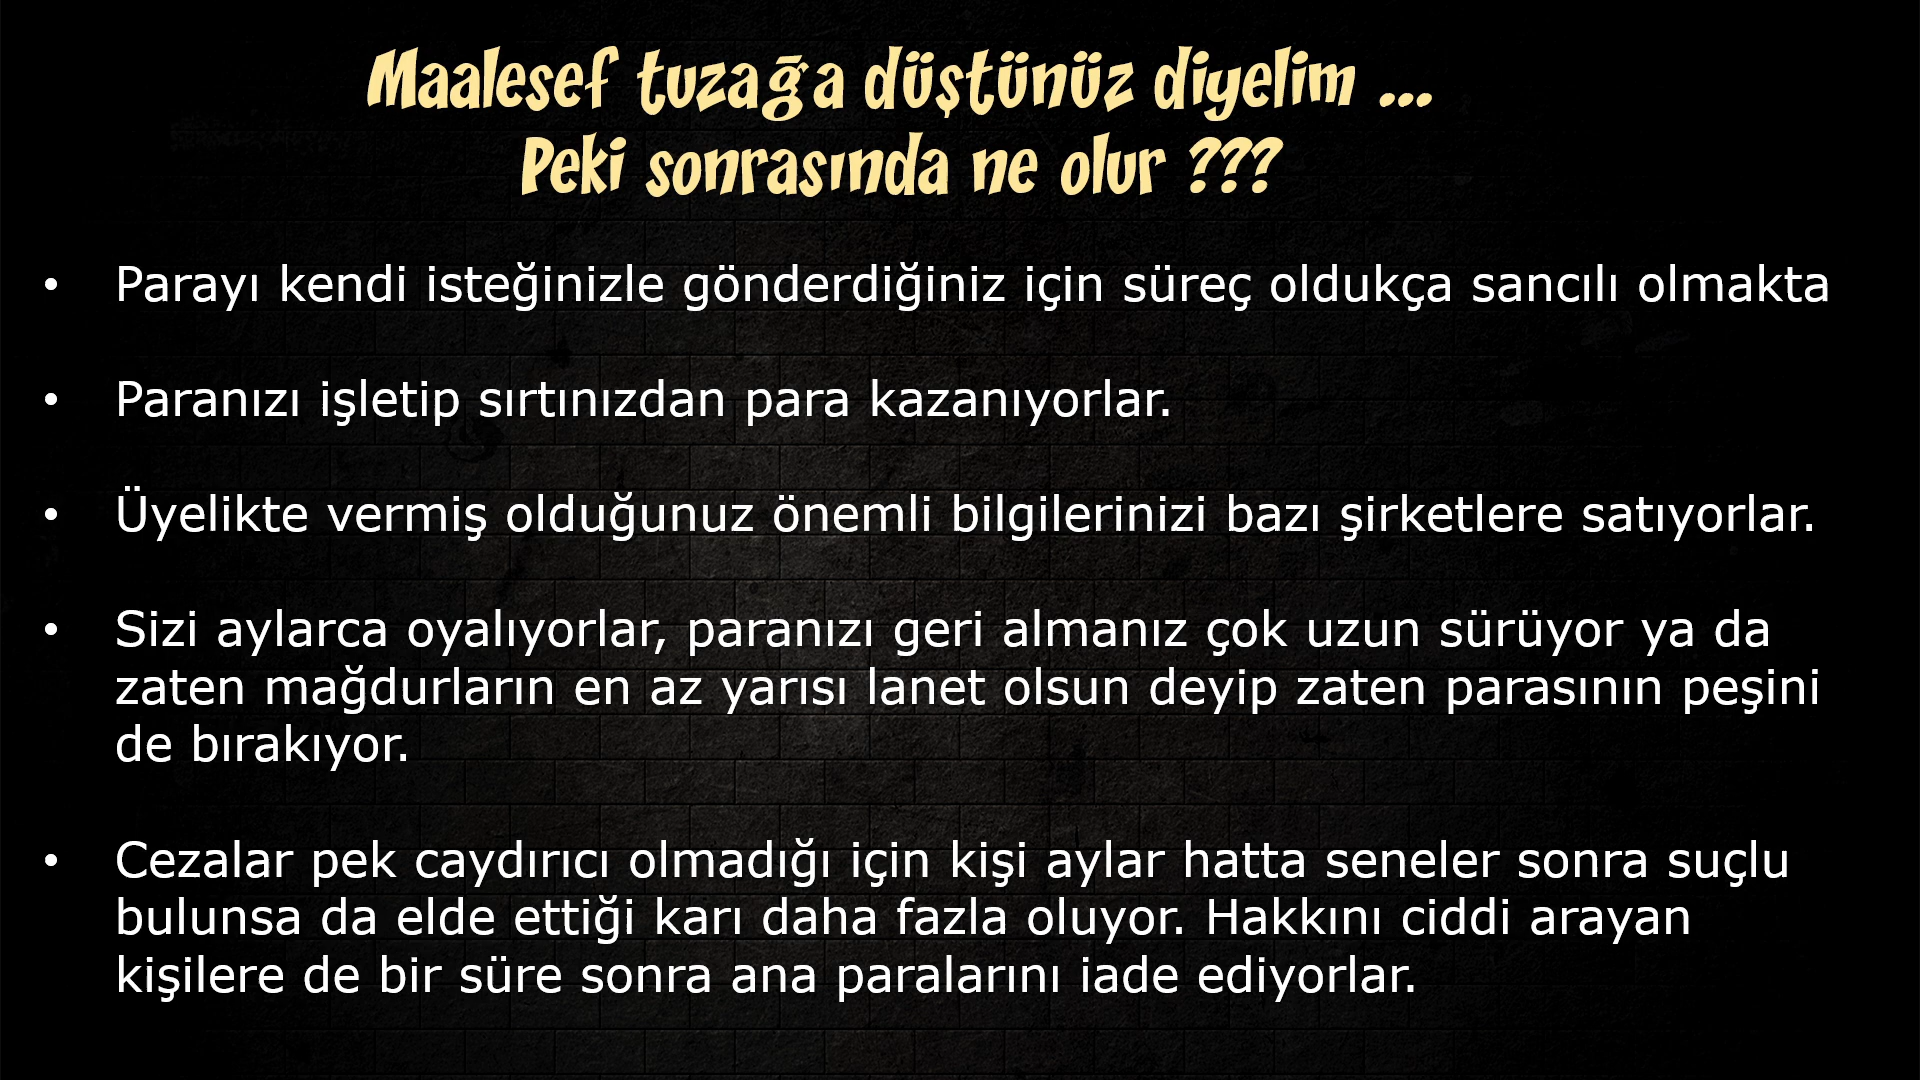 Maalesef tuzağa düştünüz diyelim ...
Peki sonrasında ne olur ???
• Parayı kendi isteğinizle gönderdiğiniz için süreç oldukça sancılı olmakta
• Paranızı işletip sırtınızdan para kazanıyorlar.
• Üyelikte vermiş olduğunuz önemli bilgilerinizi bazı şirketlere satıyorlar.
• Sizi aylarca oyalıyorlar, paranızı geri almanız çok uzun sürüyor ya da
zaten mağdurların en az yarısı lanet olsun deyip zaten parasının peşini
de bırakıyor.
• Cezalar pek caydırıcı olmadığı için kişi aylar hatta seneler sonra suçlu
bulunsa da elde ettiği karı daha fazla oluyor. Hakkını ciddi arayan
kişilere de bir süre sonra ana paralarını iade ediyorlar.